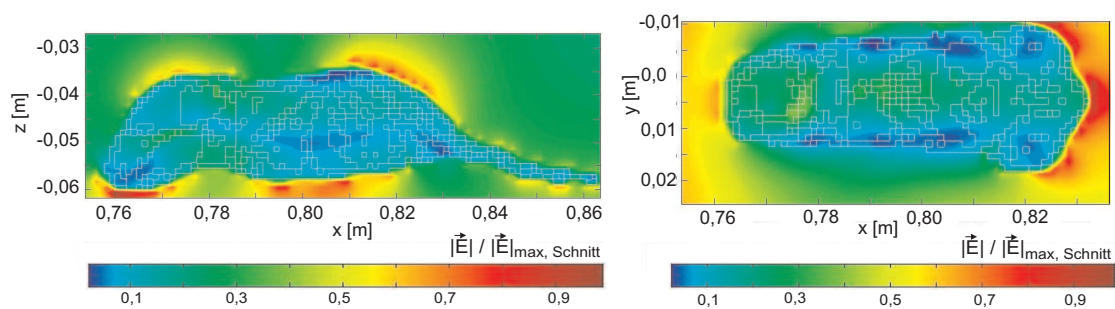 -0,03
-0,04
-0,05
-0,06
z [m]
0,76 0,78 0,80 0,82 0,84 0,86
x [m]
|E| / |E|max, Schnitt
0,1 0,3 0,5 0,7 0,9
-0,01
0,0
0,01
0,02
y [m]
0,76 0,78 0,80 0,82
x [m]
|E| / |E|max, Schnitt
0,1 0,3 0,5 0,7 0,9